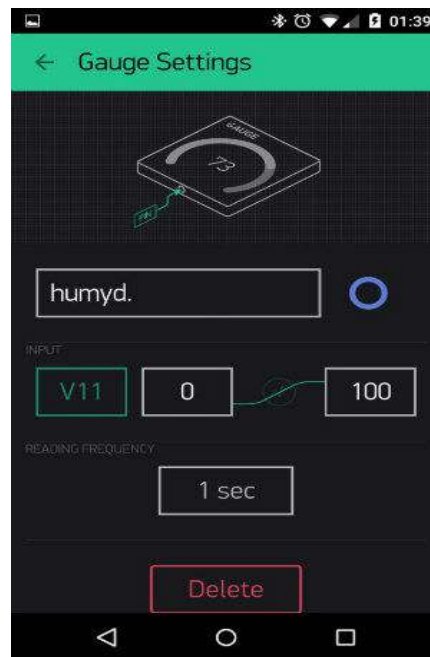 01:39
Gauge Settings
GAUGE
73
PIN
humyd.
INPUT
V11 0 100
READING FREQUENCY
1 sec
Delete